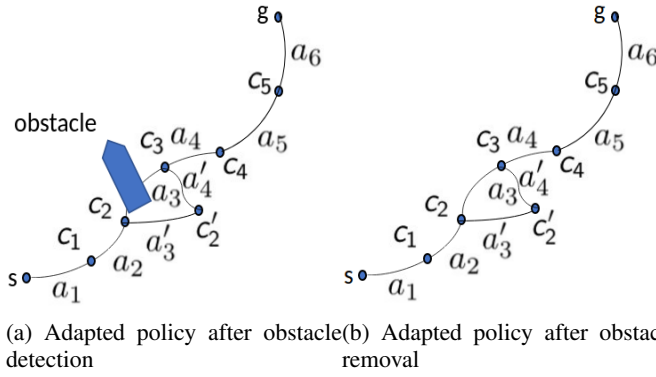 g
a₆
c₅
obstacle
c₃ a₄
a₅
a₃ a′₄ c₄
c₂
c₁ a′₃ c′₂
a₂
s
a₁
(a) Adapted policy after obstacle
detection
g
a₆
c₅
c₃ a₄
a₅
a₃ a′₄ c₄
c₂
c₁ a′₃ c′₂
a₂
s
a₁
(b) Adapted policy after obstac
removal